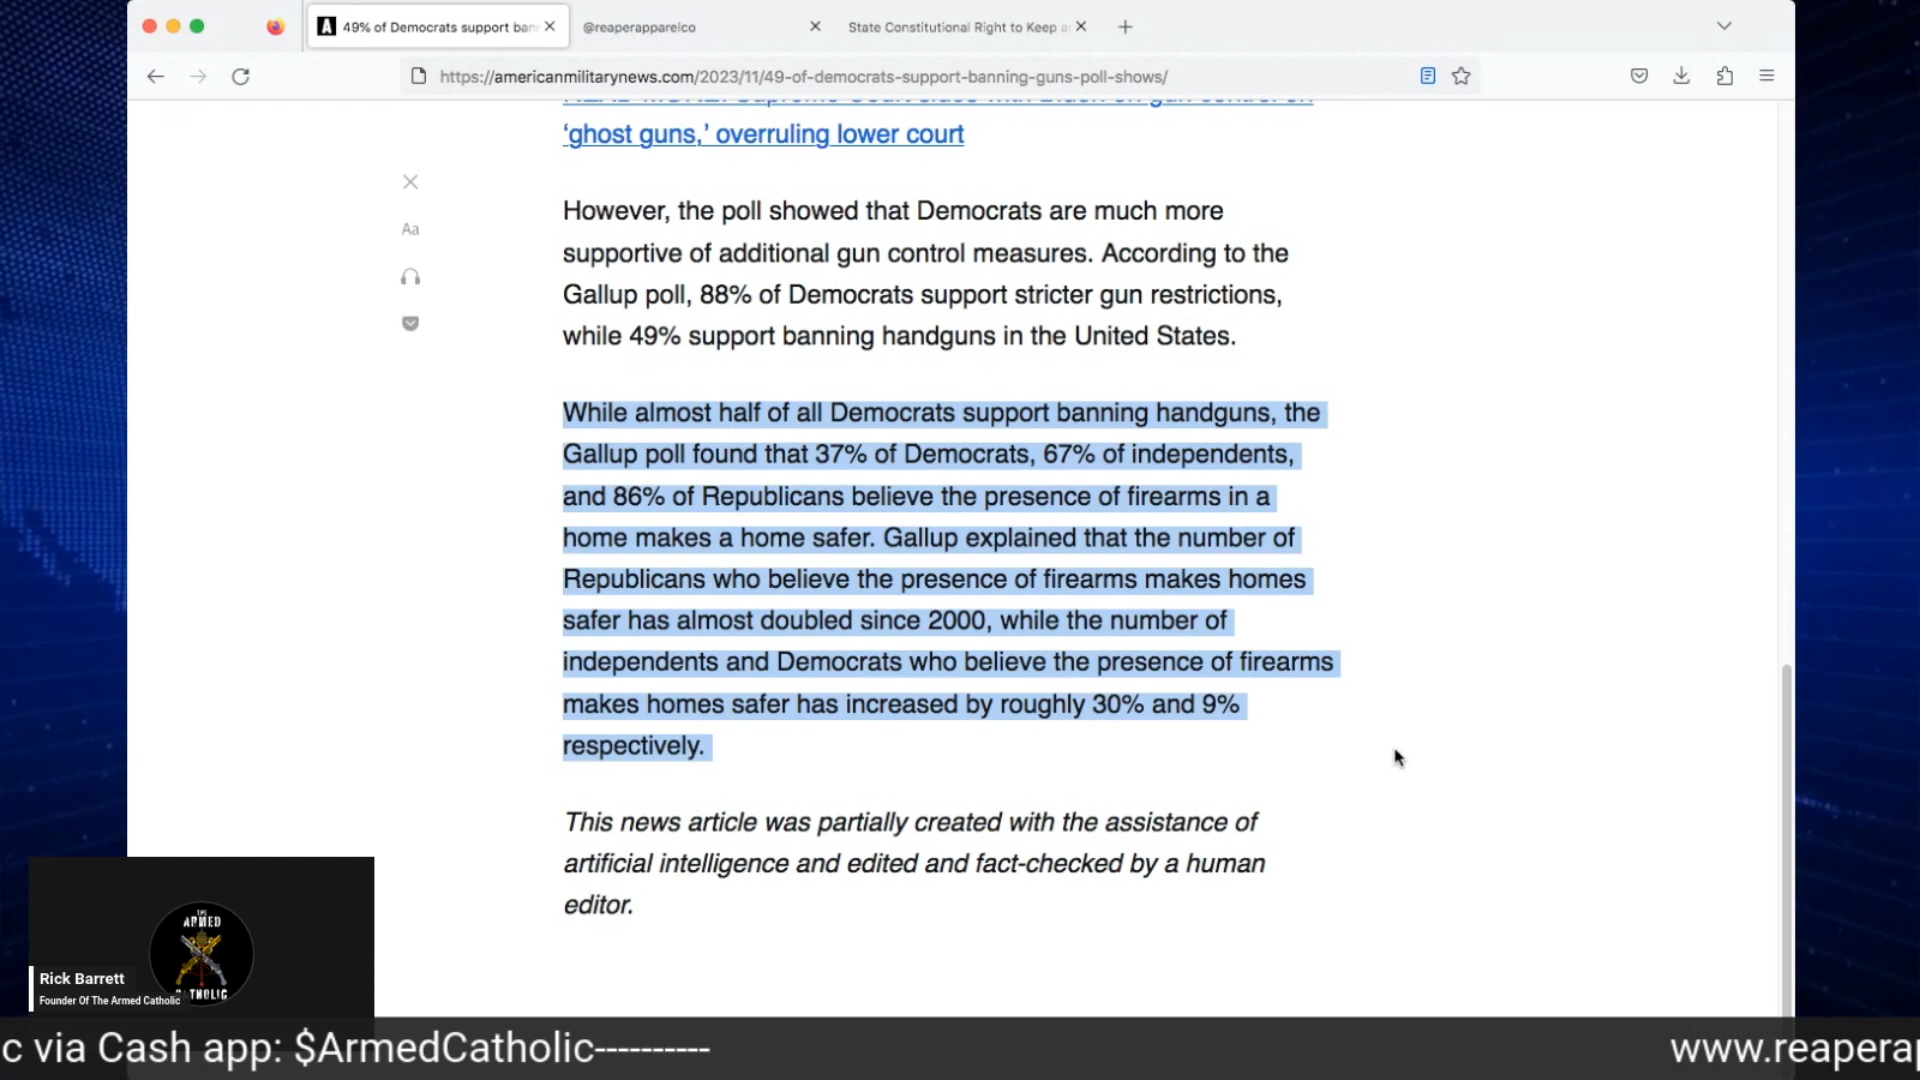 49% of Democrats support ban
@reaperapparelco
State Constitutional Right to Keep a
https://americanmilitarynews.com/2023/11/49-of-democrats-support-banning-guns-poll-shows/
‘ghost guns,’ overruling lower court
Aa
However, the poll showed that Democrats are much more
supportive of additional gun control measures. According to the
Gallup poll, 88% of Democrats support stricter gun restrictions,
while 49% support banning handguns in the United States.
While almost half of all Democrats support banning handguns, the
Gallup poll found that 37% of Democrats, 67% of independents,
and 86% of Republicans believe the presence of firearms in a
home makes a home safer. Gallup explained that the number of
Republicans who believe the presence of firearms makes homes
safer has almost doubled since 2000, while the number of
independents and Democrats who believe the presence of firearms
makes homes safer has increased by roughly 30% and 9%
respectively.
This news article was partially created with the assistance of
artificial intelligence and edited and fact-checked by a human
editor.
THE
ARMED
CATHOLIC
Rick Barrett
Founder Of The Armed Catholic
c via Cash app: $ArmedCatholic----------
www.reaperap